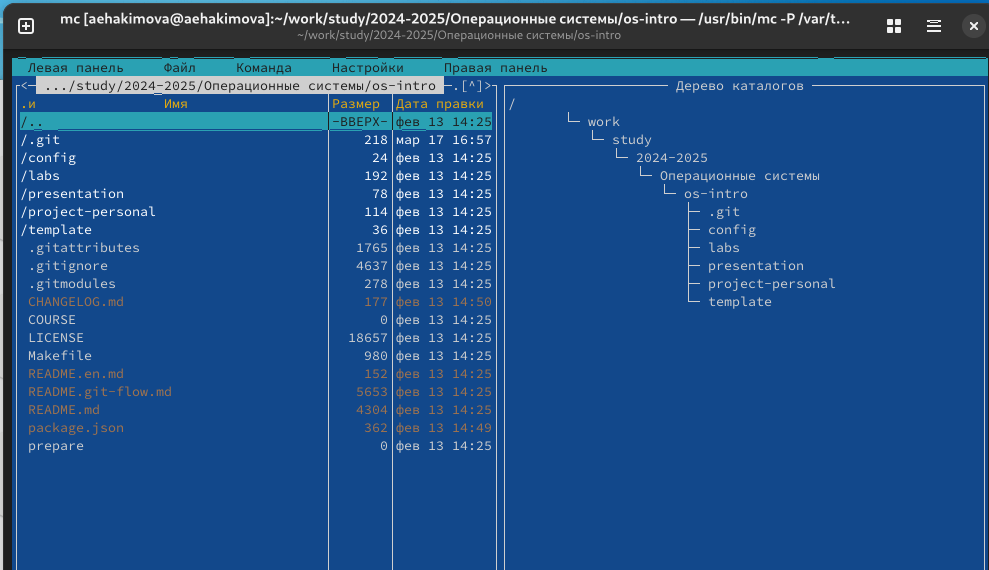 mc [aehakimova@aehakimova]:~/work/study/2024-2025/Операционные системы/os-intro — /usr/bin/mc -P /var/t…
~/work/study/2024-2025/Операционные системы/os-intro
Левая панель Файл Команда Настройки Правая панель
<— .../study/2024-2025/Операционные системы/os-intro —.[^]>
.и Имя Размер Дата правки
/.. -ВВЕРХ- фев 13 14:25
/.git 218 мар 17 16:57
/config 24 фев 13 14:25
/labs 192 фев 13 14:25
/presentation 78 фев 13 14:25
/project-personal 114 фев 13 14:25
/template 36 фев 13 14:25
.gitattributes 1765 фев 13 14:25
.gitignore 4637 фев 13 14:25
.gitmodules 278 фев 13 14:25
CHANGELOG.md 177 фев 13 14:50
COURSE 0 фев 13 14:25
LICENSE 18657 фев 13 14:25
Makefile 980 фев 13 14:25
README.en.md 152 фев 13 14:25
README.git-flow.md 5653 фев 13 14:25
README.md 4304 фев 13 14:25
package.json 362 фев 13 14:49
prepare 0 фев 13 14:25
Дерево каталогов
/
work
study
2024-2025
Операционные системы
os-intro
.git
config
labs
presentation
project-personal
template